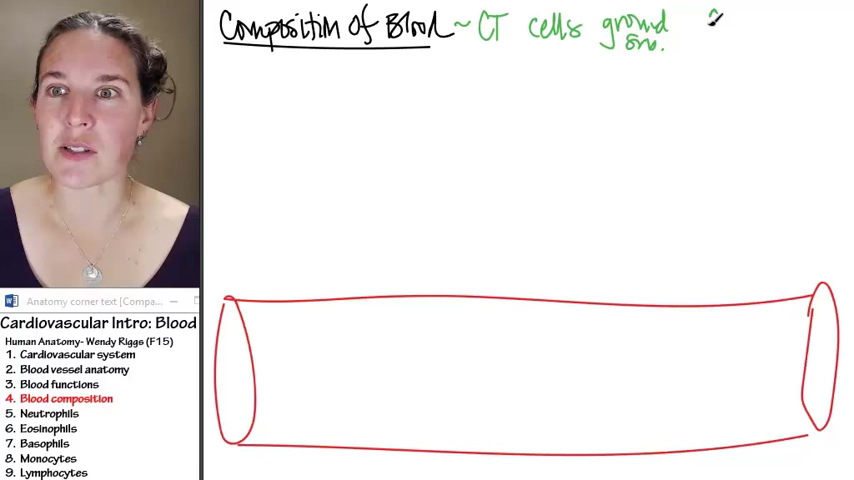 Composition of Blood ~ CT cells ground
Anatomy corner text [Compa...
Cardiovascular Intro: Blood
Human Anatomy- Wendy Riggs (F15)
1. Cardiovascular system
2. Blood vessel anatomy
3. Blood functions
4. Blood composition
5. Neutrophils
6. Eosinophils
7. Basophils
8. Monocytes
9. Lymphocytes